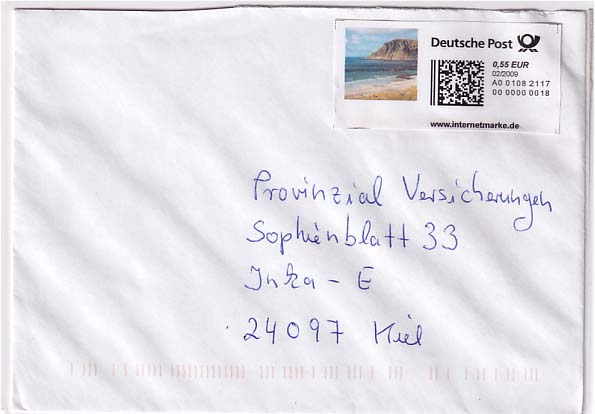 Deutsche Post
0,55 EUR
02/2009
A0 0108 2117
00 0000 0018
www.internetmarke.de
Provinzial Versicherungen
Sophienblatt 33
Inka - E
24097 Kiel